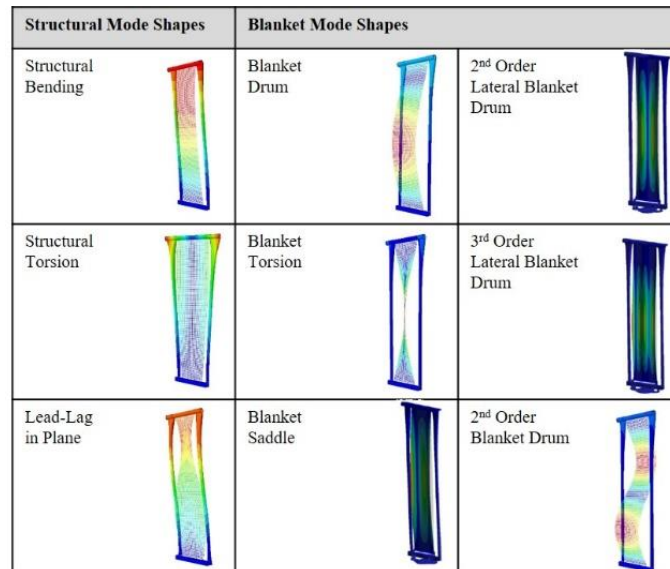 Structural Mode Shapes
Blanket Mode Shapes
Structural
Bending
Blanket
Drum
2nd Order
Lateral Blanket
Drum
Structural
Torsion
Blanket
Torsion
3rd Order
Lateral Blanket
Drum
Lead-Lag
in Plane
Blanket
Saddle
2nd Order
Blanket Drum